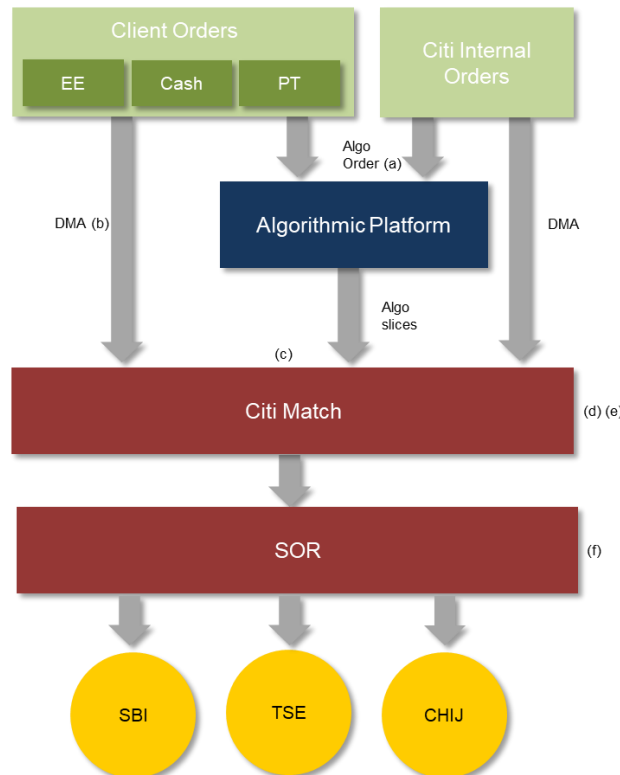 Client Orders
EE
Cash
PT
Citi Internal
Orders
Algo
Order (a)
DMA (b)
Algorithmic Platform
DMA
Algo
slices
(c)
Citi Match
(d) (e)
SOR
(f)
SBI
TSE
CHIJ